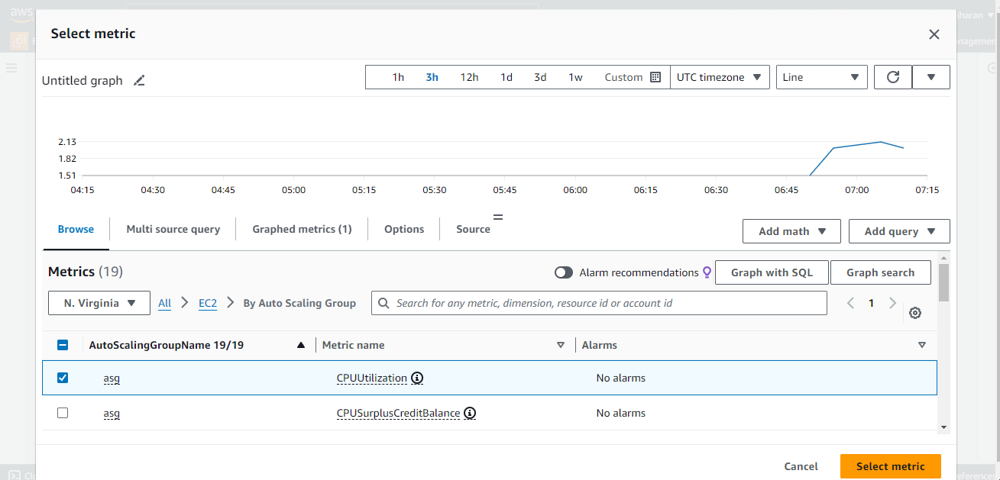 aws
Select metric
Untitled graph
1h 3h 12h 1d 3d 1w Custom UTC timezone Line
2.13
1.82
1.51
04:15 04:30 04:45 05:00 05:15 05:30 05:45 06:00 06:15 06:30 06:45 07:00 07:15
Browse Multi source query Graphed metrics (1) Options Source Add math Add query
Metrics (19) Alarm recommendations Graph with SQL Graph search
N. Virginia All EC2 By Auto Scaling Group Search for any metric, dimension, resource id or account id 1
AutoScalingGroupName 19/19 Metric name Alarms
asg CPUUtilization No alarms
asg CPUSurplusCreditBalance No alarms
Cancel Select metric